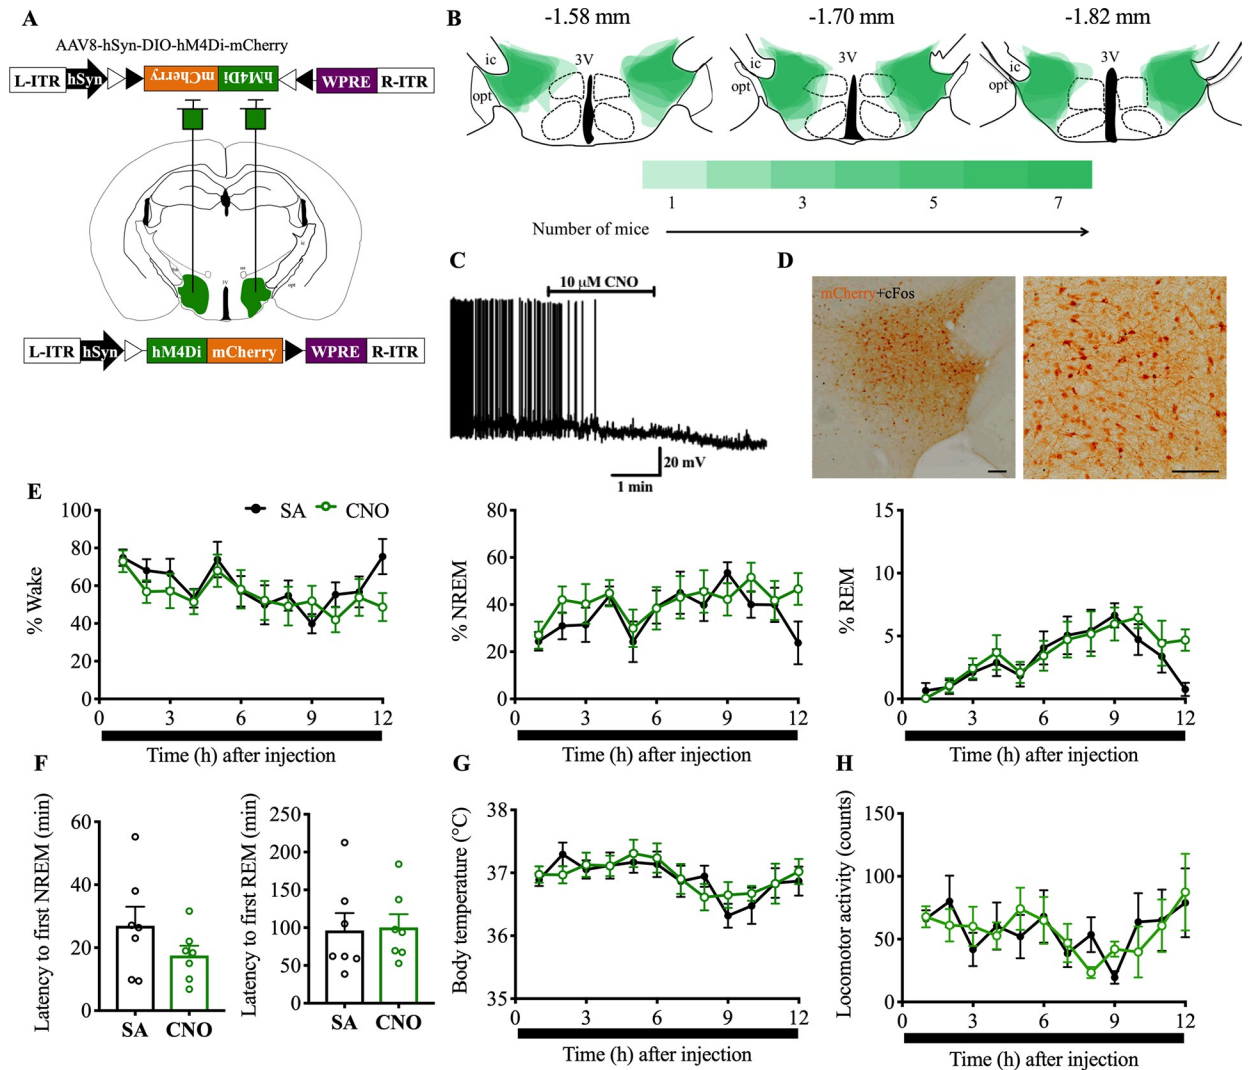 A
AAV8-hSyn-DIO-hM4Di-mCherry
L-ITR hSyn mCherry hM4Di WPRE R-ITR
3V
ic
opt
L-ITR hSyn hM4Di mCherry WPRE R-ITR
B
-1.58 mm -1.70 mm -1.82 mm
3V 3V 3V
ic ic ic
opt opt opt
1 3 5 7
Number of mice
C
10 μM CNO
20 mV
1 min
D
mCherry+cFos
E
SA CNO
% Wake
100
80
60
40
20
0
0 3 6 9 12
Time (h) after injection
% NREM
80
60
40
20
0
0 3 6 9 12
Time (h) after injection
% REM
15
10
5
0
0 3 6 9 12
Time (h) after injection
F
Latency to first NREM (min)
60
40
20
0
SA CNO
Latency to first REM (min)
250
200
150
100
50
0
SA CNO
G
Body temperature (°C)
38
37
36
35
0 3 6 9 12
Time (h) after injection
H
Locomotor activity (counts)
150
100
50
0
0 3 6 9 12
Time (h) after injection